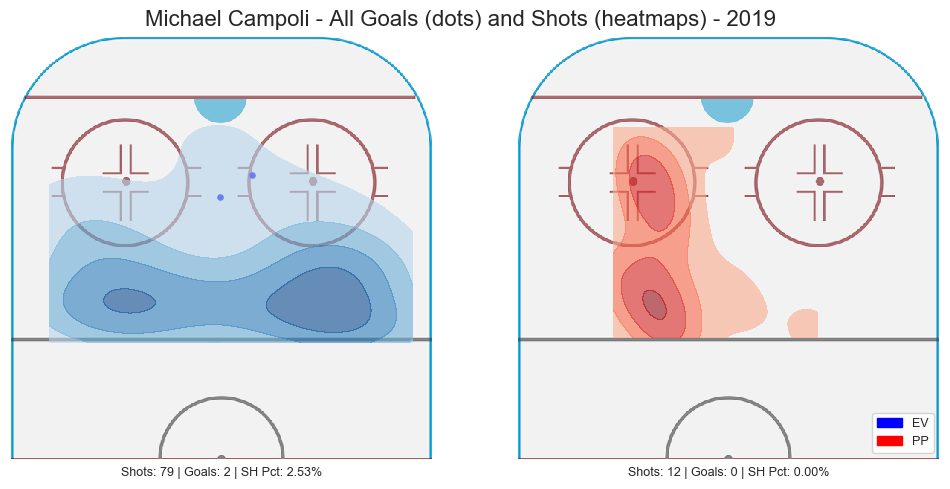 Michael Campoli - All Goals (dots) and Shots (heatmaps) - 2019
EV
PP
Shots: 79 | Goals: 2 | SH Pct: 2.53%
Shots: 12 | Goals: 0 | SH Pct: 0.00%